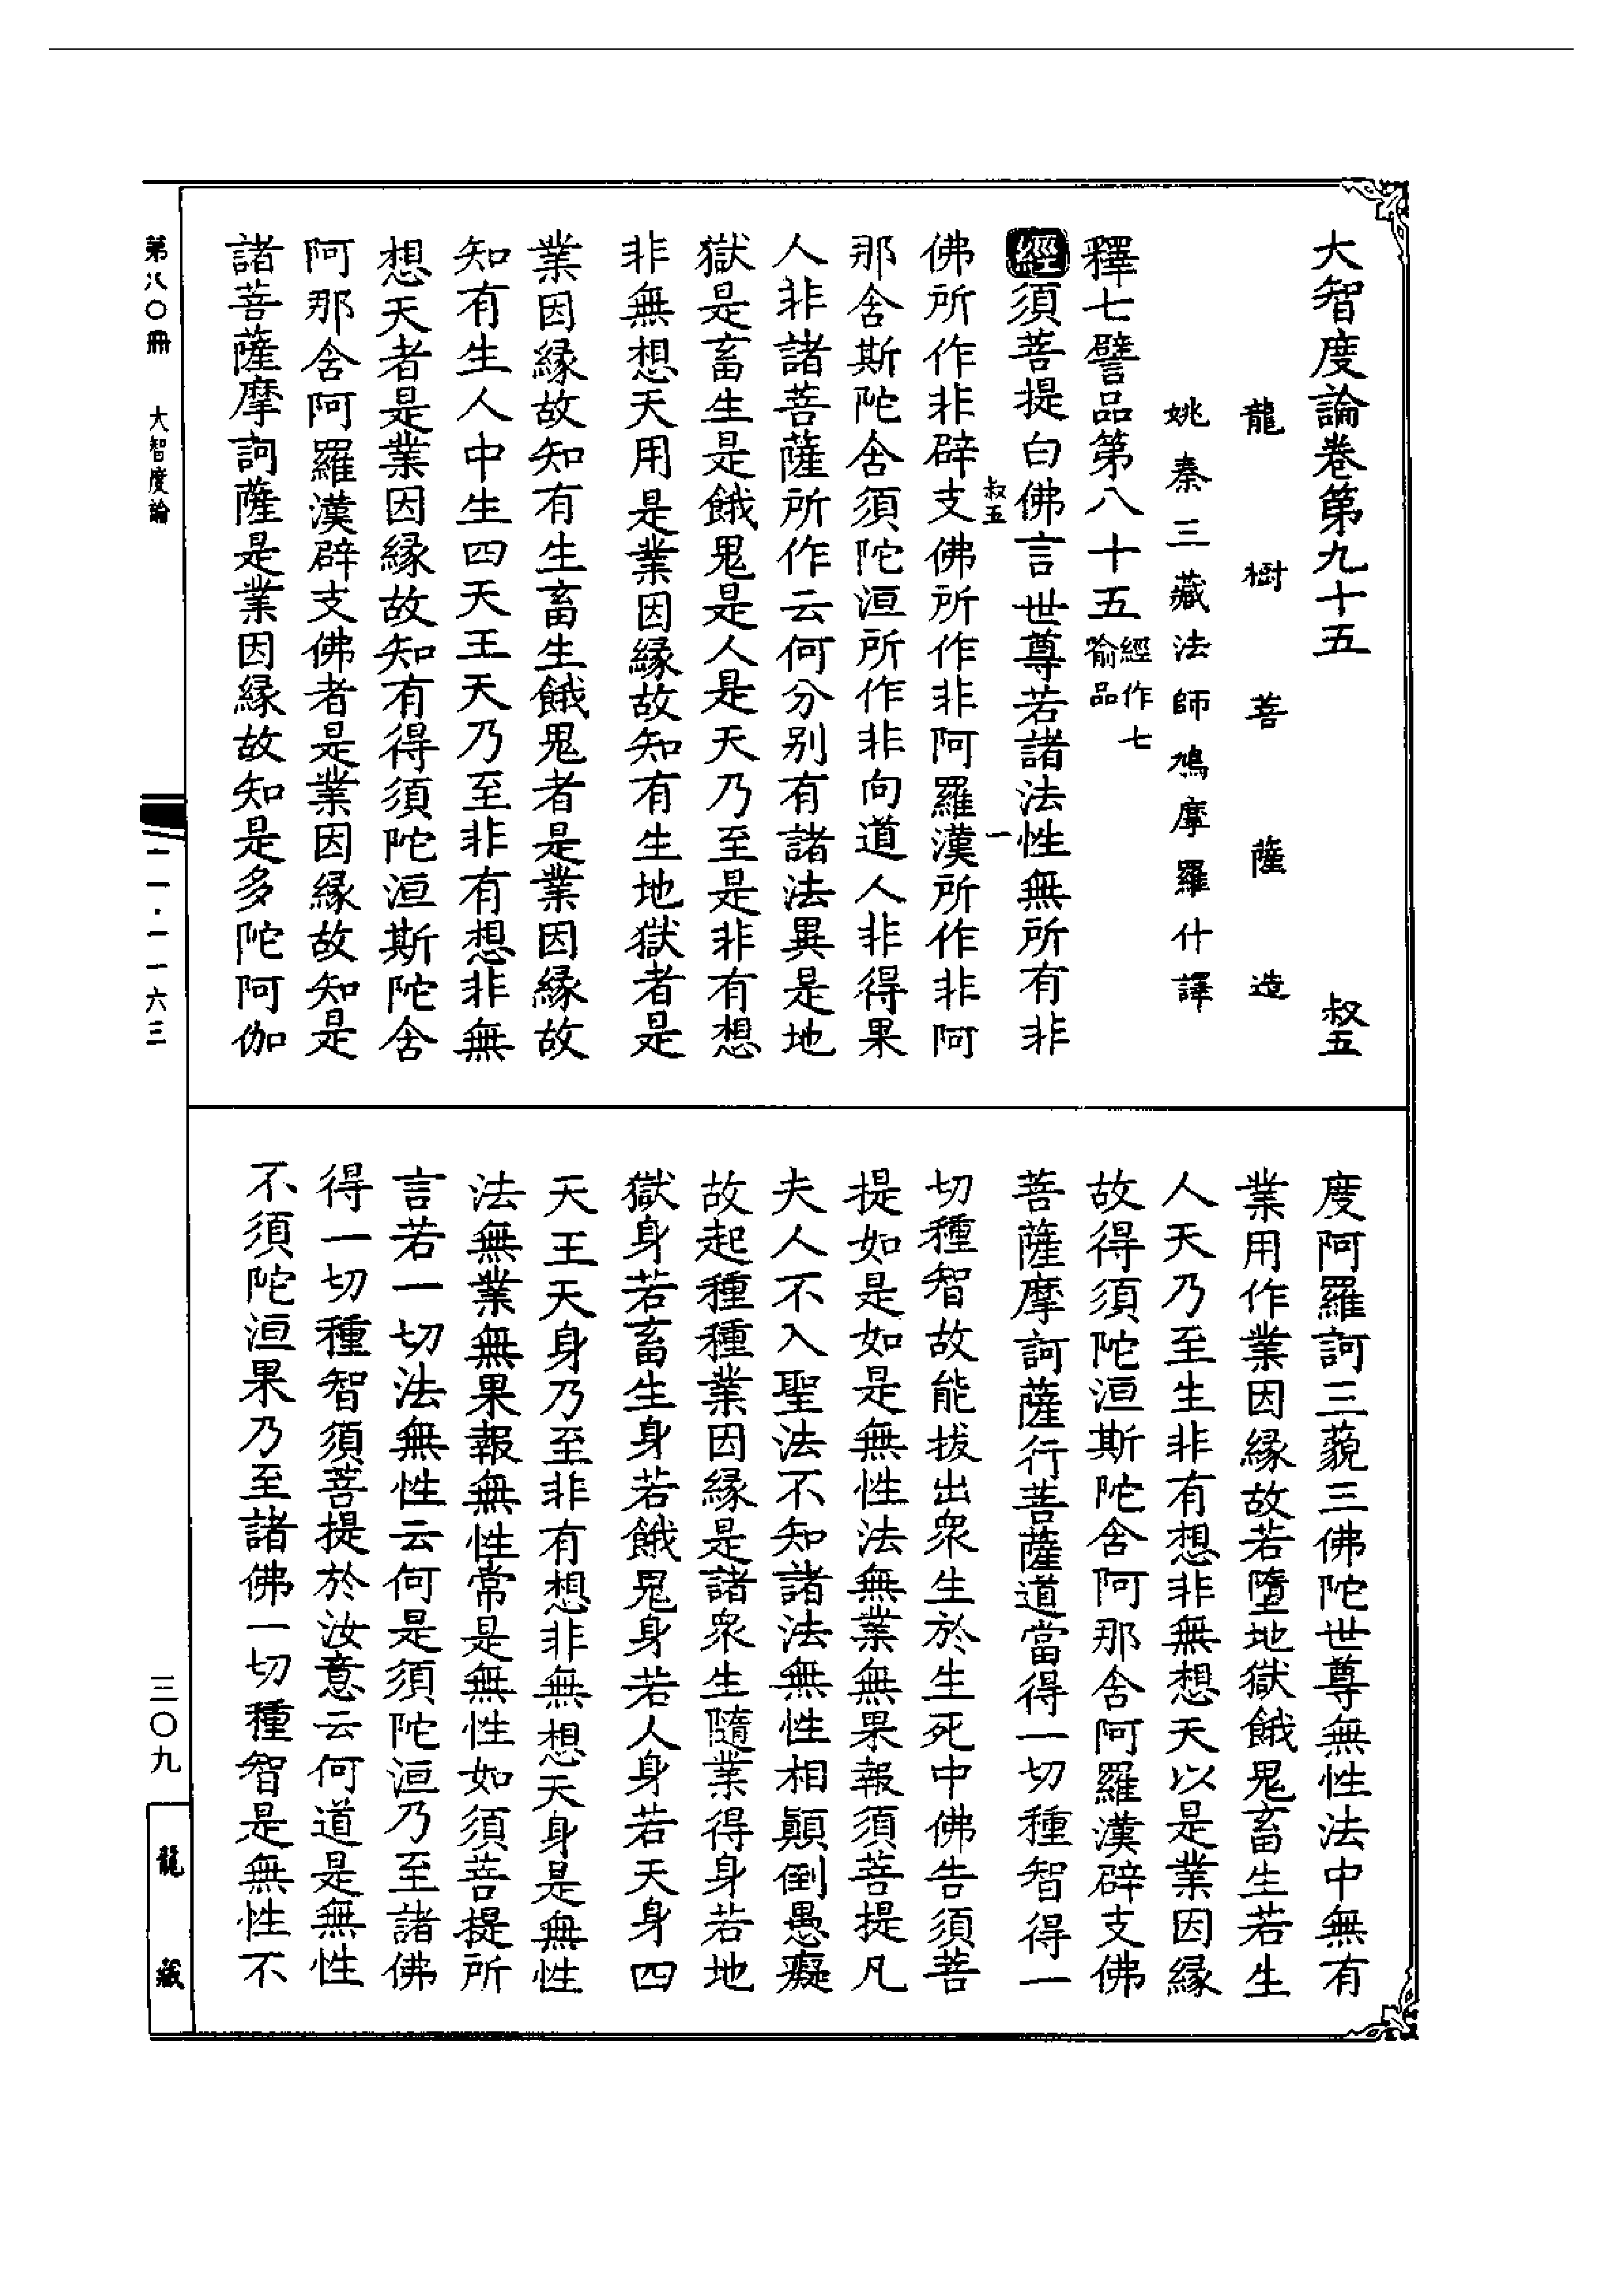 大智度論卷第九十五　叔五
龍樹菩薩造
姚秦三藏法師鳩摩羅什譯
釋七譬品第八十五經作七喻品
經須菩提白佛言世尊若諸法性無所有非
叔五　一
佛所作非辟支佛所作非阿羅漢所作非阿
那舍斯陀舍須陀洹所作非向道人非得果
人非諸菩薩所作云何分別有諸法異是地
獄是畜生是餓鬼是人是天乃至是非有想
非無想天用是業因緣故知有生地獄者是
業因緣故知有生畜生餓鬼者是業因緣故
知有生人中生四天王天乃至非有想非無
想天者是業因緣故知有得須陀洹斯陀舍
阿那舍阿羅漢辟支佛者是業因緣故知是
諸菩薩摩訶薩是業因緣故知是多陀阿伽
度阿羅訶三藐三佛陀世尊無性法中無有
業用作業因緣故若墮地獄餓鬼畜生若生
人天乃至生非有想非無想天以是業因緣
故得須陀洹斯陀舍阿那舍阿羅漢辟支佛
菩薩摩訶薩行菩薩道當得一切種智得一
切種智故能拔出眾生於生死中佛告須菩
提如是如是無性法無業無果報須菩提凡
夫人不入聖法不知諸法無性相顛倒愚癡
故起種種業因緣是諸眾生隨業得身若地
獄身若畜生身若餓鬼身若人身若天身四
天王天身乃至非有想非無想天身是無性
法無業無果報無性常是無性如須菩提所
言若一切法無性云何是須陀洹乃至諸佛
得一切種智須菩提於汝意云何道是無性
不須陀洹果乃至諸佛一切種智是無性不
第八〇冊　大智度論
一一·一一六三
三〇九
龍藏